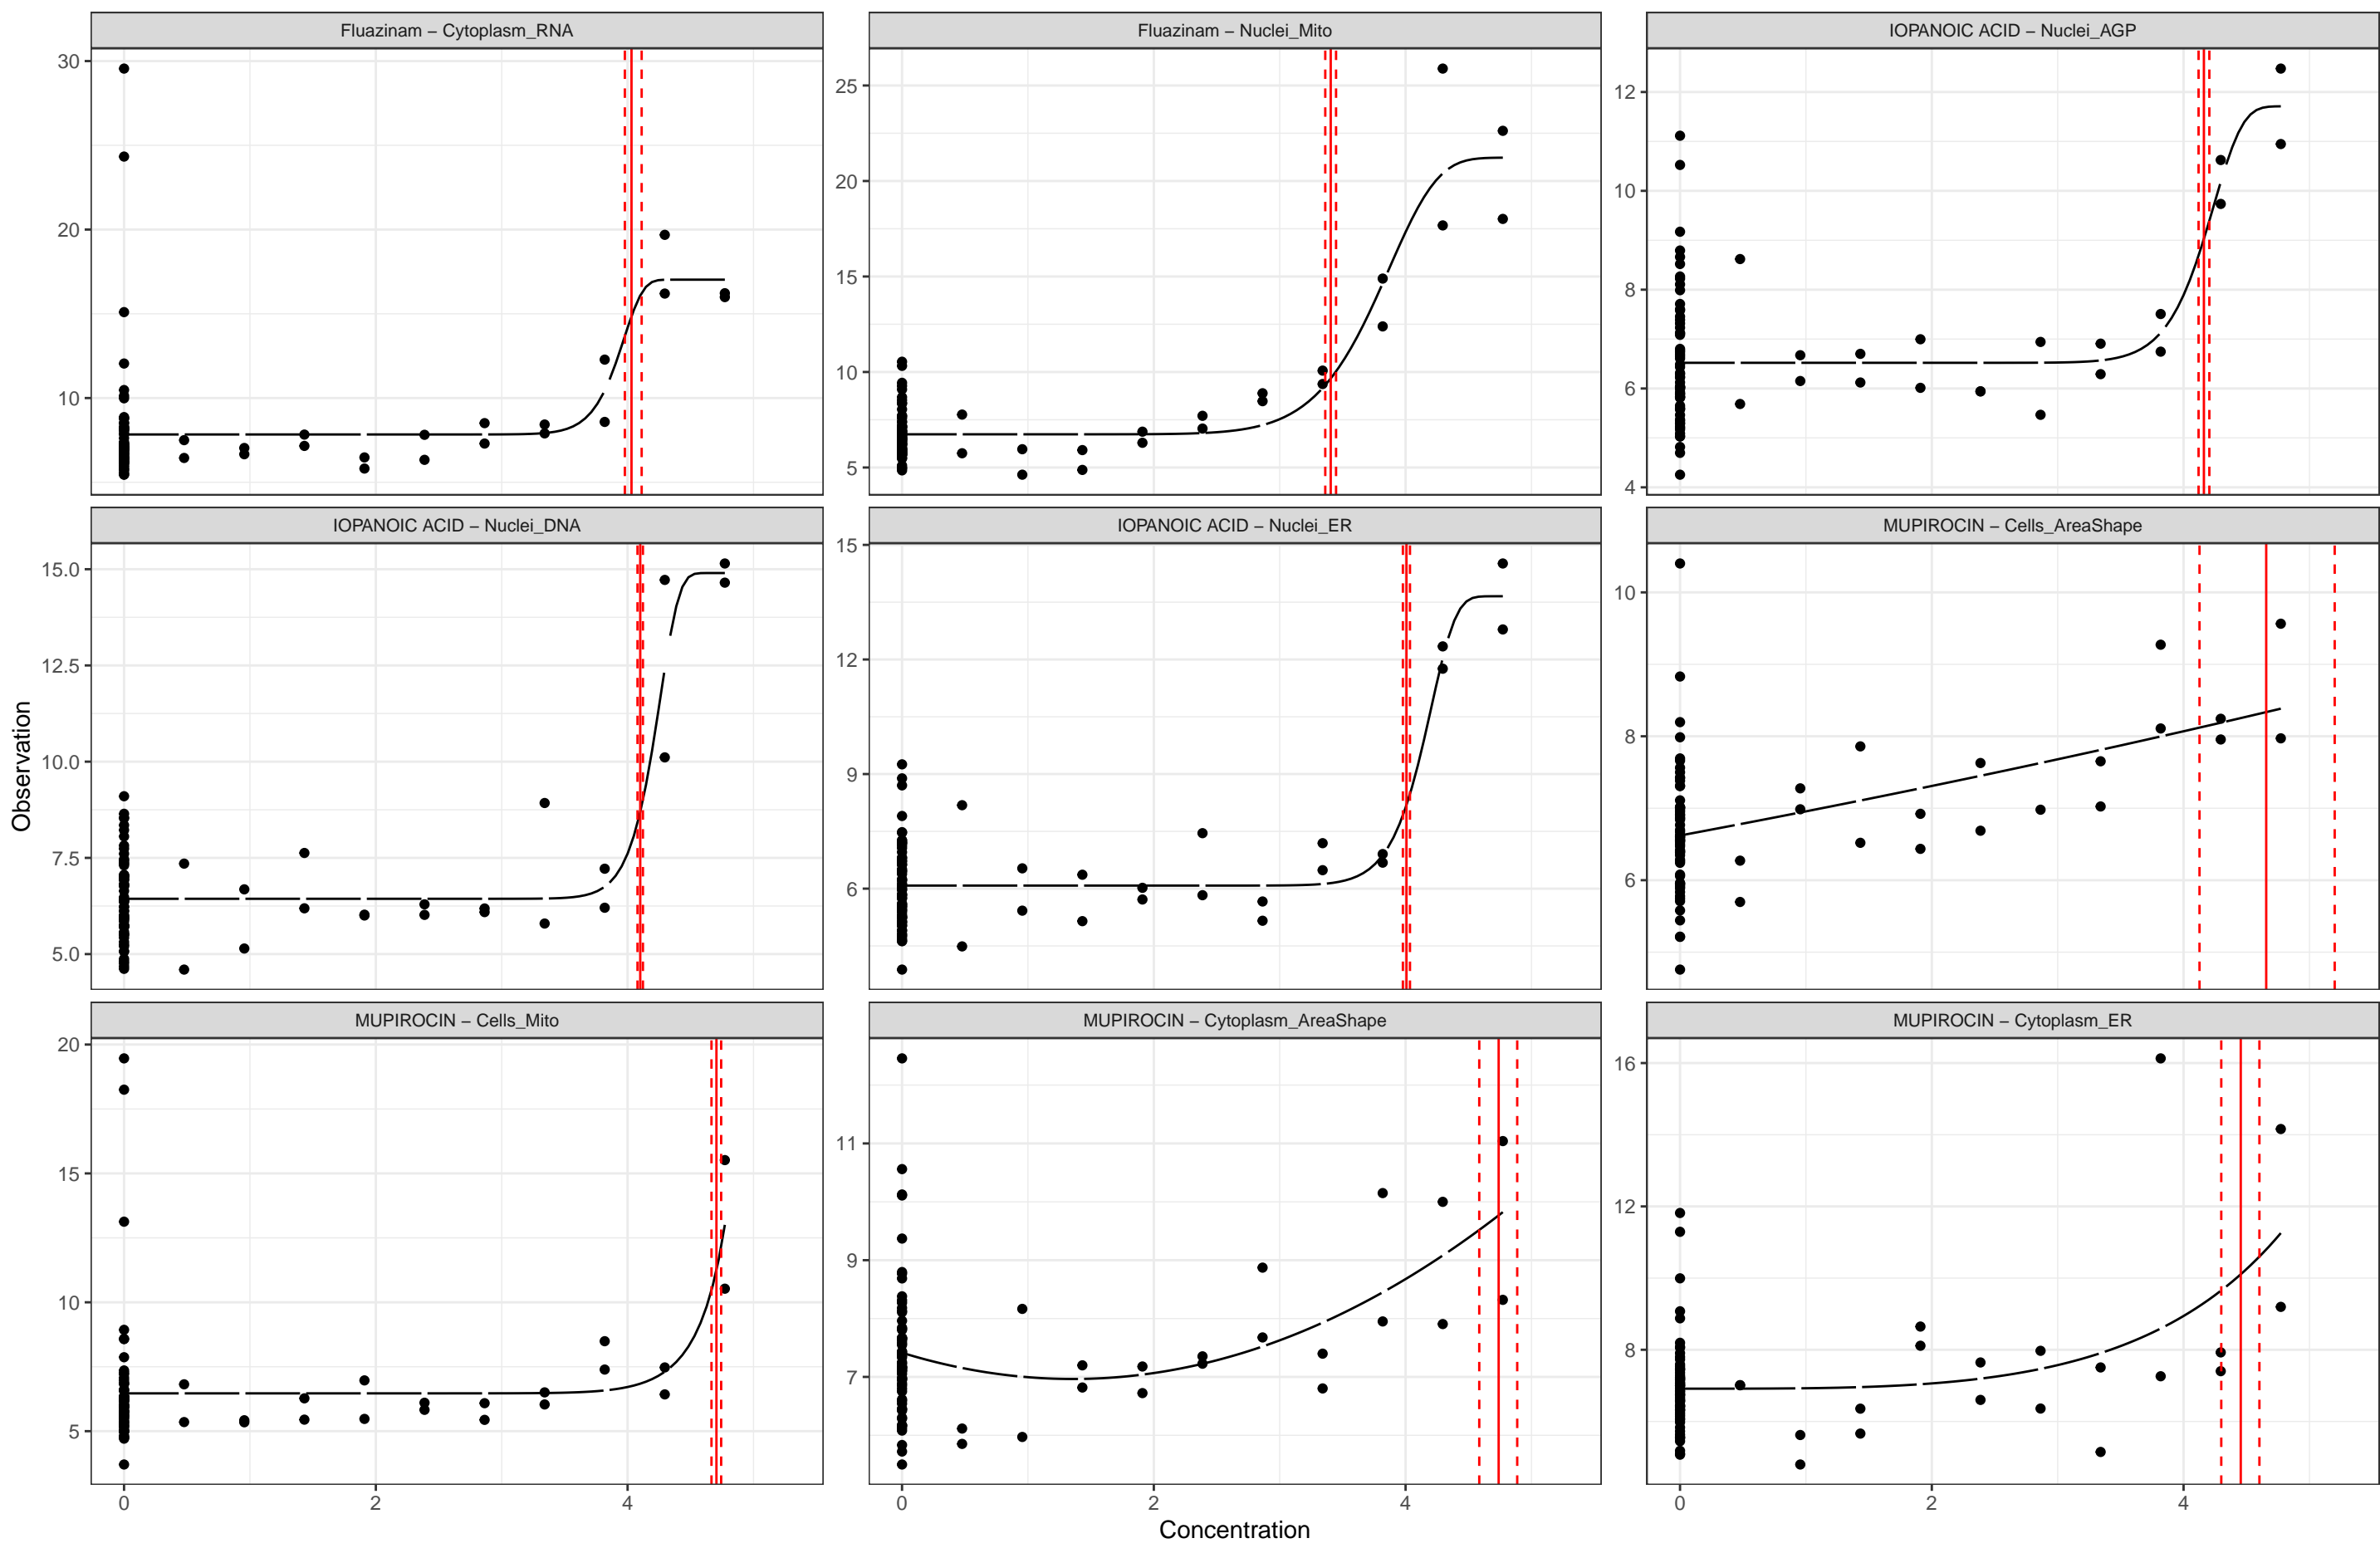 Fluazinam – Cytoplasm_RNA
Fluazinam – Nuclei_Mito
IOPANOIC ACID – Nuclei_AGP
30
20
10
25
20
15
10
5
12
10
8
6
4
IOPANOIC ACID – Nuclei_DNA
IOPANOIC ACID – Nuclei_ER
MUPIROCIN – Cells_AreaShape
15.0
12.5
10.0
7.5
5.0
15
12
9
6
10
8
6
MUPIROCIN – Cells_Mito
MUPIROCIN – Cytoplasm_AreaShape
MUPIROCIN – Cytoplasm_ER
20
15
10
5
11
9
7
16
12
8
0 2 4
0 2 4
0 2 4
Observation
Concentration